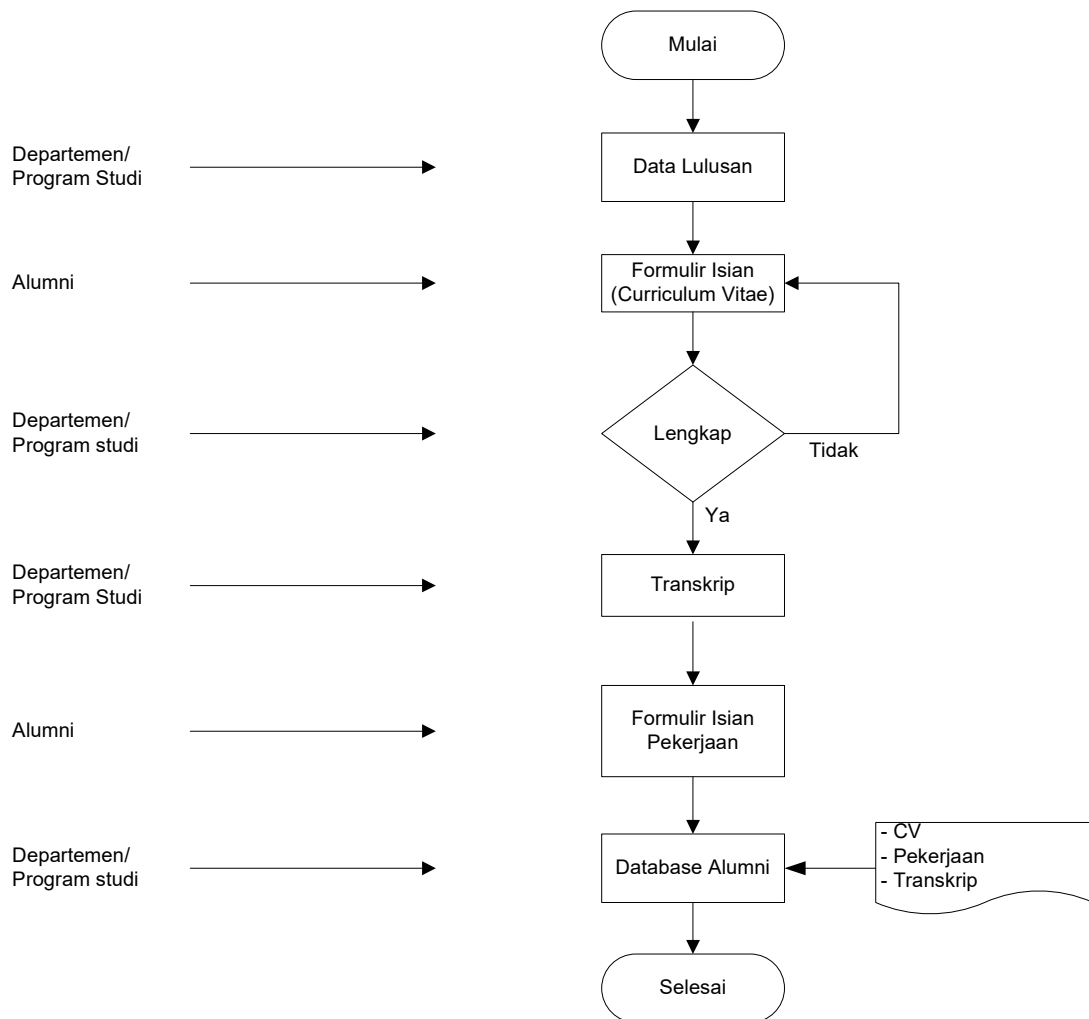 Mulai
Departemen/
Program Studi
Data Lulusan
Alumni
Formulir Isian
(Curriculum Vitae)
Departemen/
Program studi
Lengkap
Tidak
Ya
Departemen/
Program Studi
Transkrip
Alumni
Formulir Isian
Pekerjaan
Departemen/
Program studi
Database Alumni
- CV
- Pekerjaan
- Transkrip
Selesai